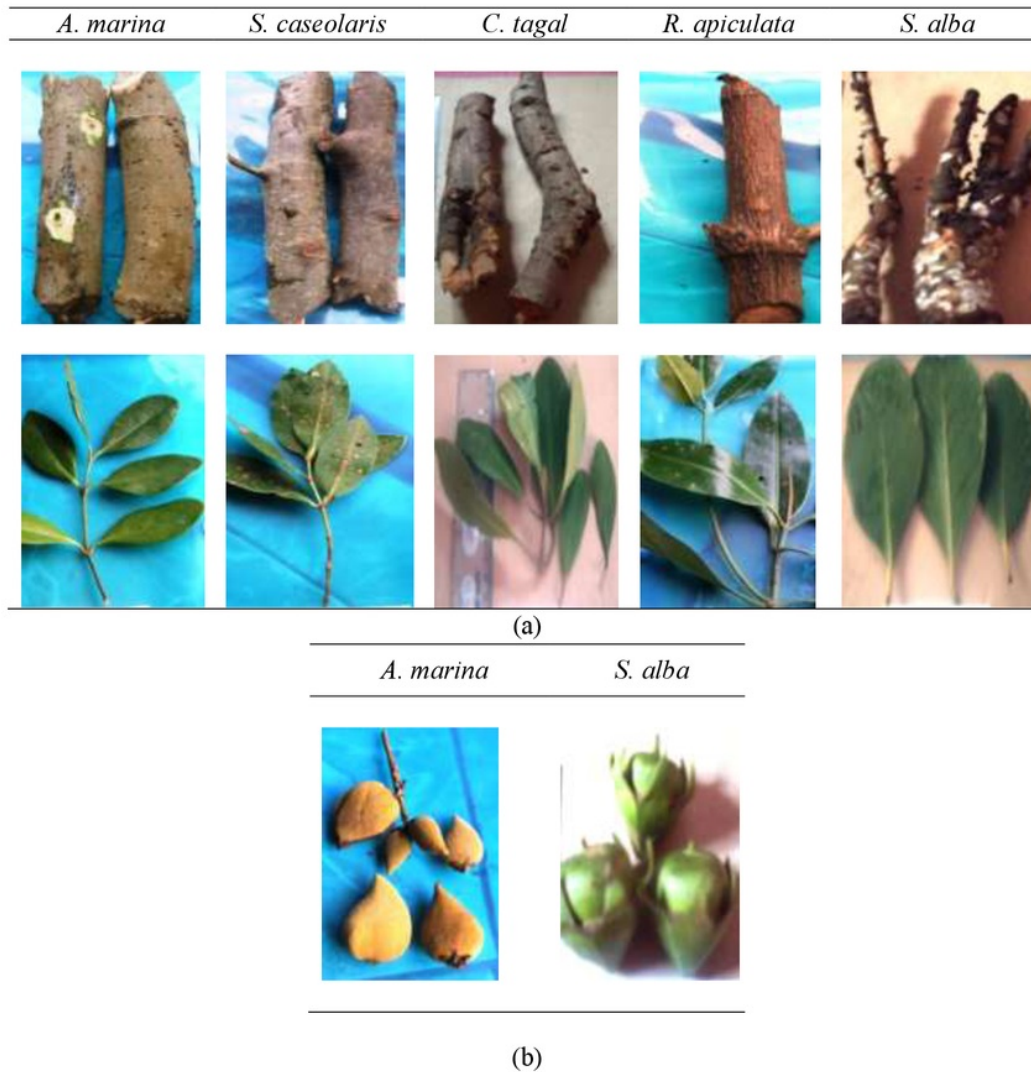 A. marina S. caseolaris C. tagal R. apiculata S. alba
(a)
A. marina S. alba
(b)